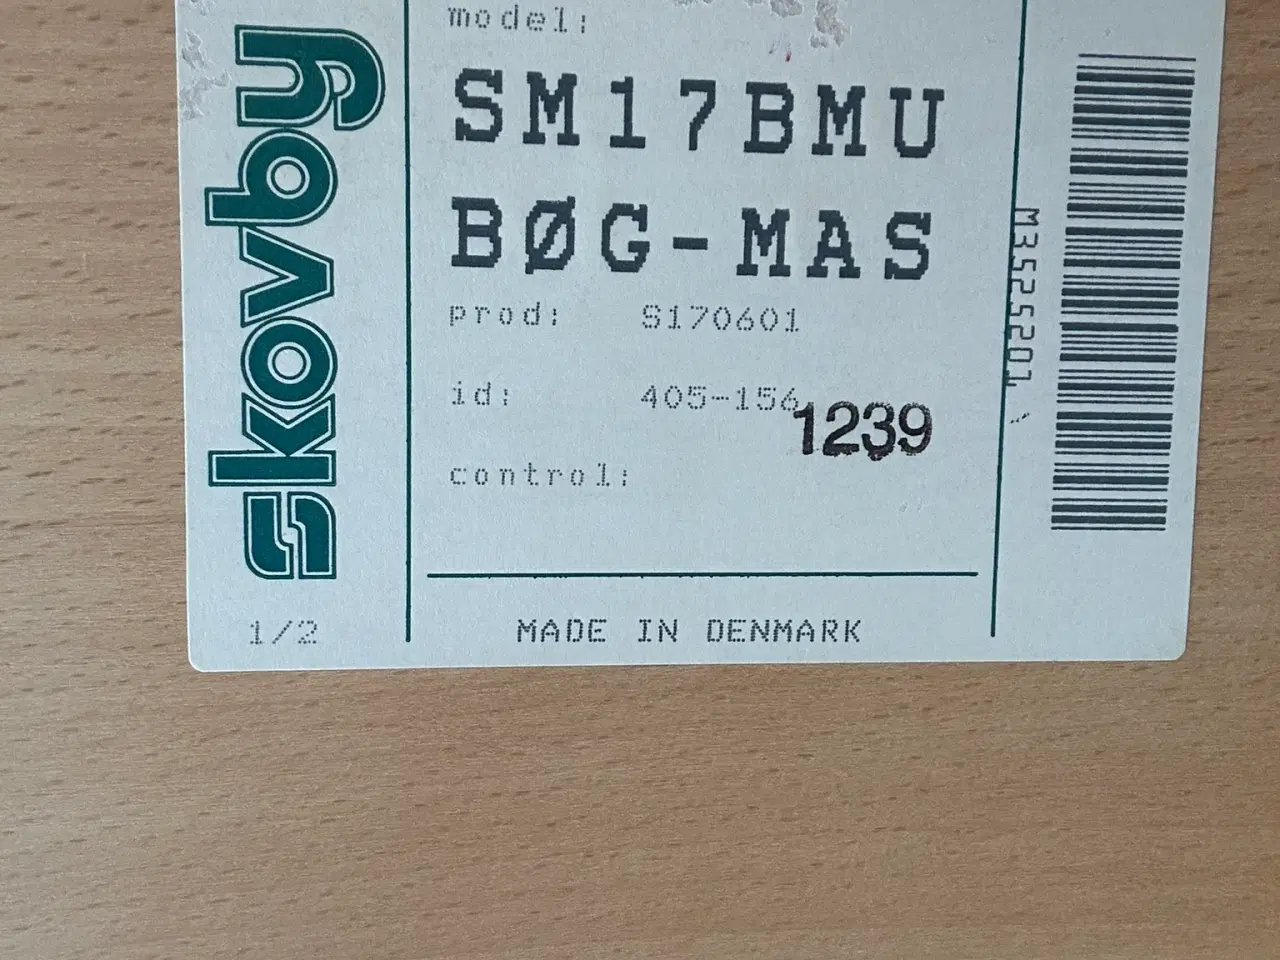 skovby
model:
SM17BMU
BØG-MAS
prod: S170601
id: 405-156
1239
control:
1/2
MADE IN DENMARK
M3525201